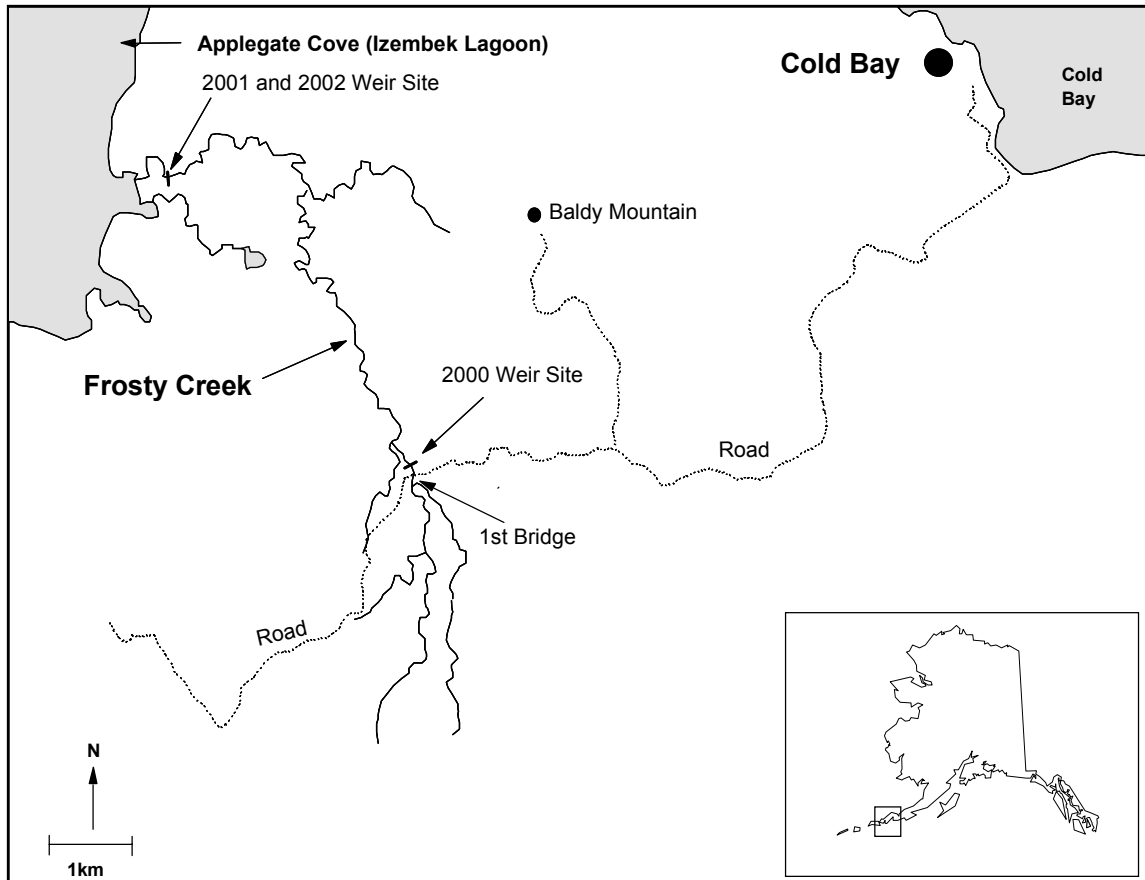 Applegate Cove (Izembek Lagoon)
2001 and 2002 Weir Site
Cold Bay
Cold
Bay
Baldy Mountain
Frosty Creek
2000 Weir Site
Road
1st Bridge
Road
N
1km